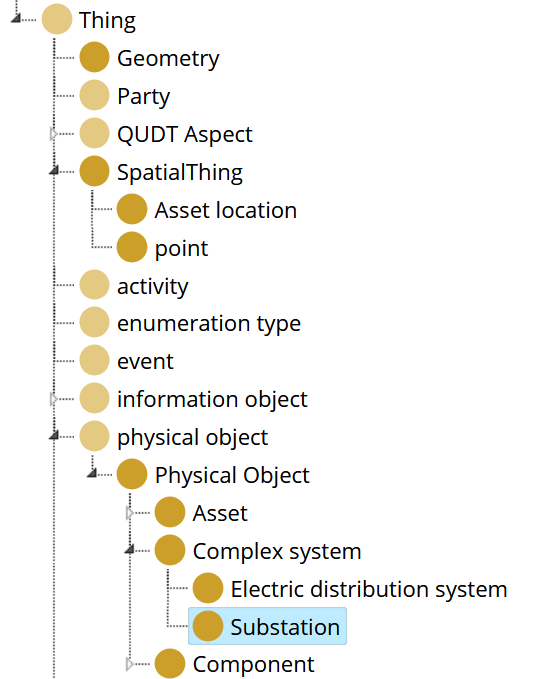 Thing
Geometry
Party
QUDT Aspect
SpatialThing
Asset location
point
activity
enumeration type
event
information object
physical object
Physical Object
Asset
Complex system
Electric distribution system
Substation
Component